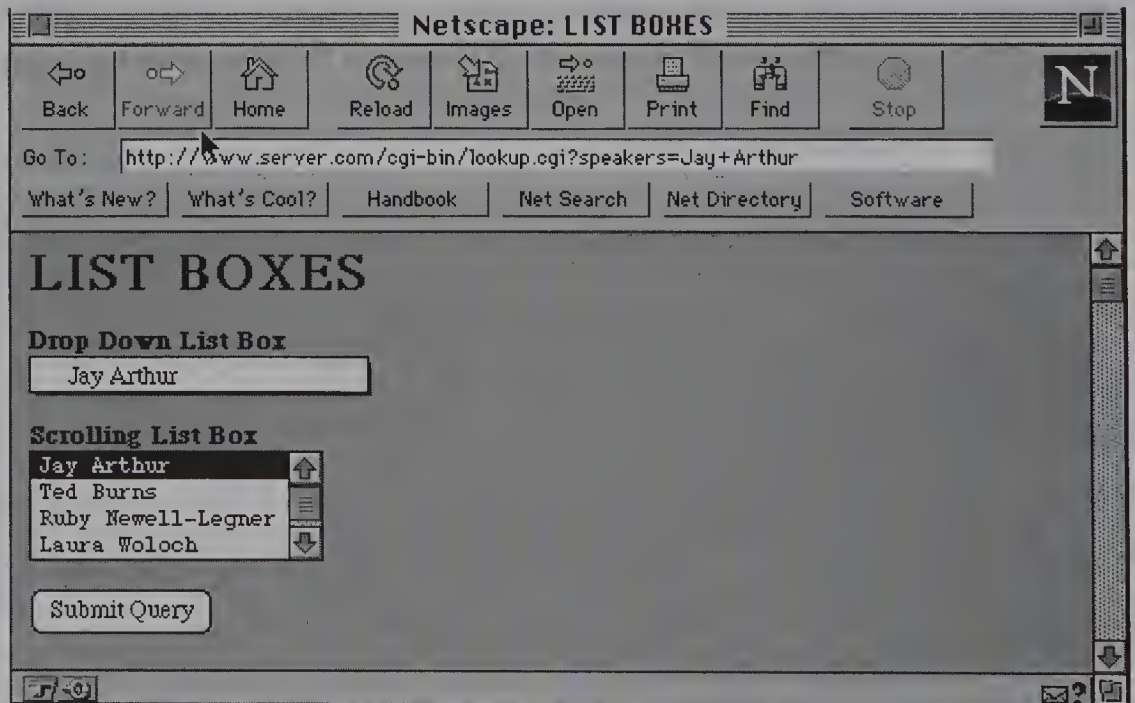 Netscape: LIST BOXES
Back Forward Home Reload Images Open Print Find Stop
N
Go To: http://www.server.com/cgi-bin/lookup.cgi?speakers=Jay+Arthur
What's New? What's Cool? Handbook Net Search Net Directory Software
LIST BOXES
Drop Down List Box
Jay Arthur
Scrolling List Box
Jay Arthur
Ted Burns
Ruby Newell-Legner
Laura Woloch
Submit Query
?